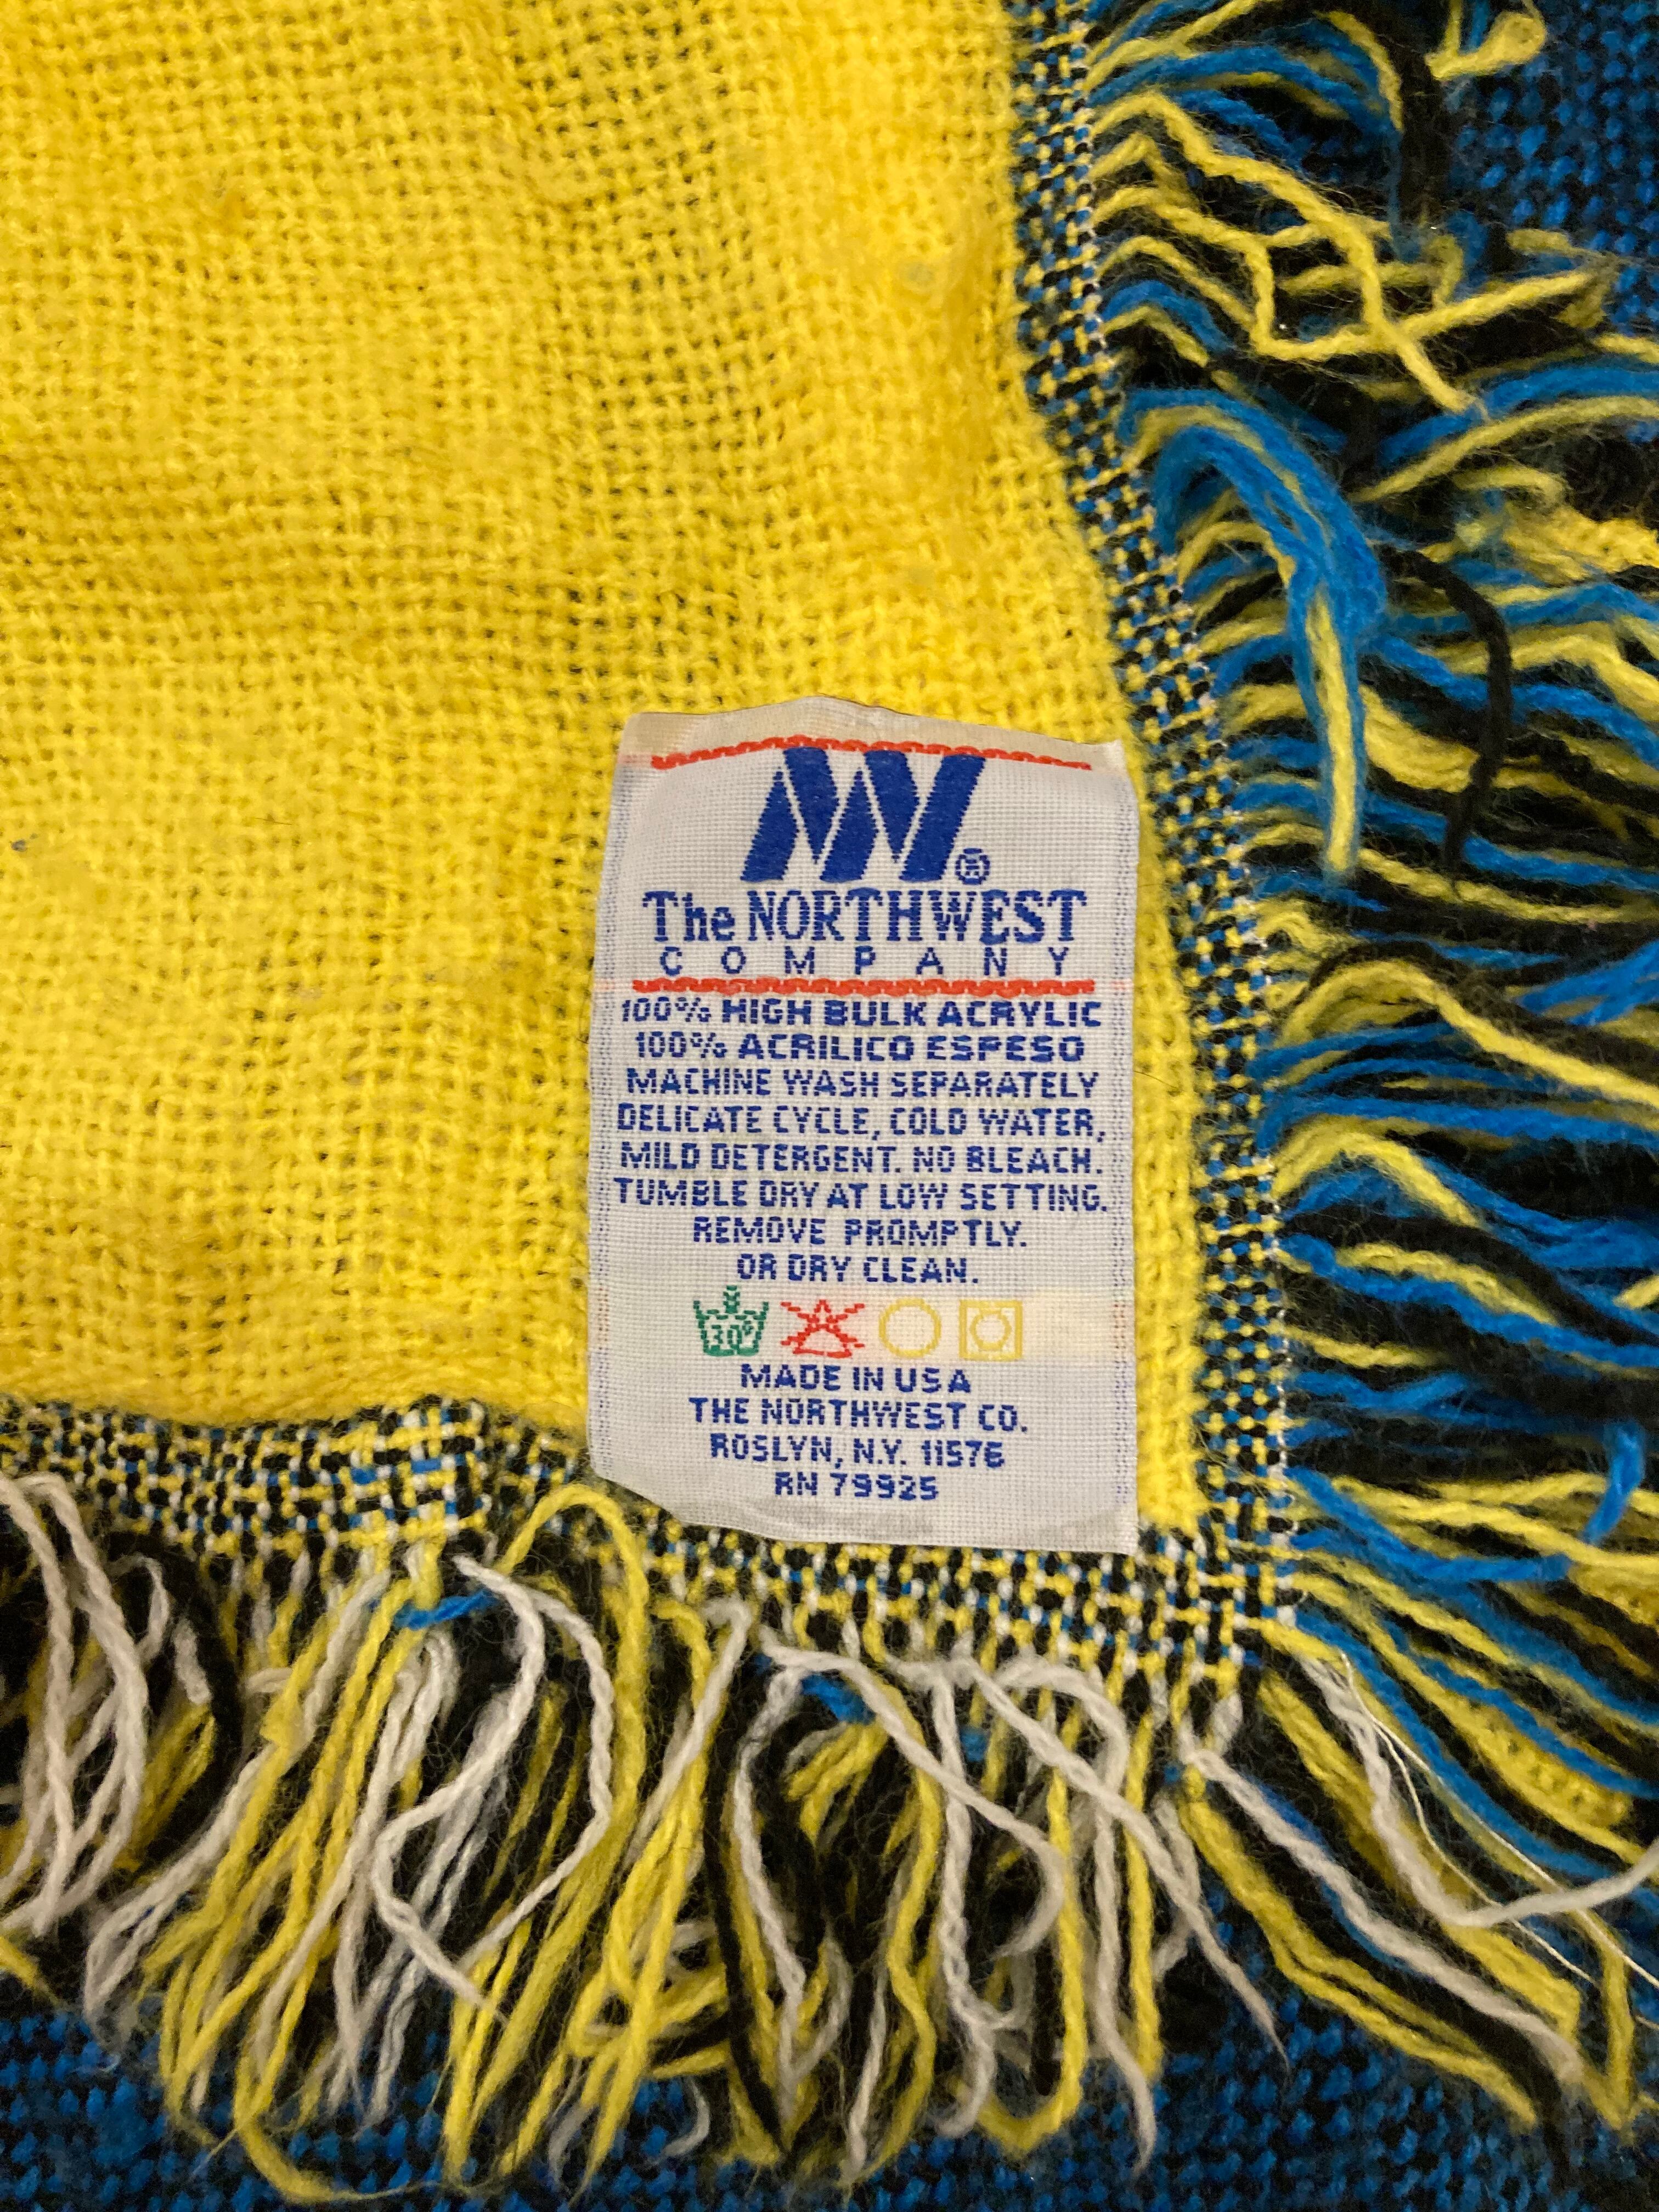 ®
The NORTHWEST
COMPANY
100% HIGH BULK ACRYLIC
100% ACRILICO ESPESO
MACHINE WASH SEPARATELY
DELICATE CYCLE, COLD WATER,
MILD DETERGENT. NO BLEACH.
TUMBLE DRY AT LOW SETTING.
REMOVE PROMPTLY.
OR DRY CLEAN.
30°
MADE IN USA
THE NORTHWEST CO.
ROSLYN, N.Y. 11576
RN 79925